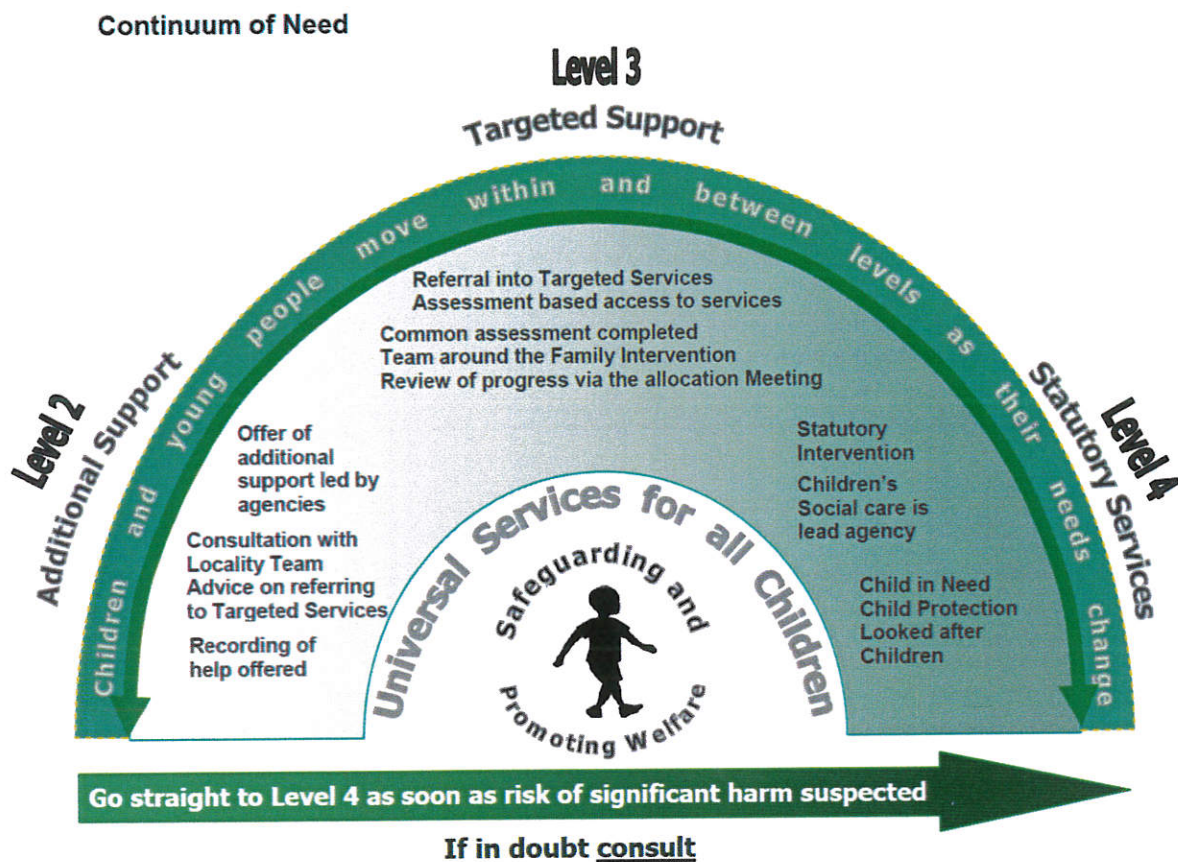 Continuum of Need
Level 3
Targeted Support
Children and young people move within and between levels as their needs change
Level 2
Additional Support
Level 4
Statutory Services
Referral into Targeted Services
Assessment based access to services
Common assessment completed
Team around the Family Intervention
Review of progress via the allocation Meeting
Offer of
additional
support led by
agencies
Consultation with
Locality Team
Advice on referring
to Targeted Services
Recording of
help offered
Statutory
Intervention
Children's
Social care is
lead agency
Child in Need
Child Protection
Looked after
Children
Universal Services for all Children
Safeguarding and
Promoting Welfare
Go straight to Level 4 as soon as risk of significant harm suspected
If in doubt consult